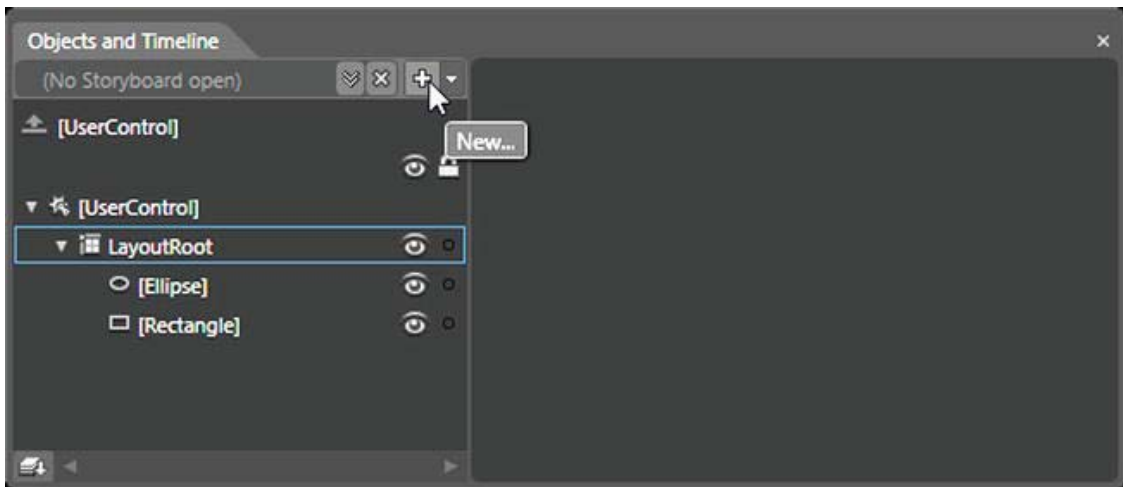 Objects and Timeline
(No Storyboard open)
[UserControl]
New...
[UserControl]
LayoutRoot
[Ellipse]
[Rectangle]